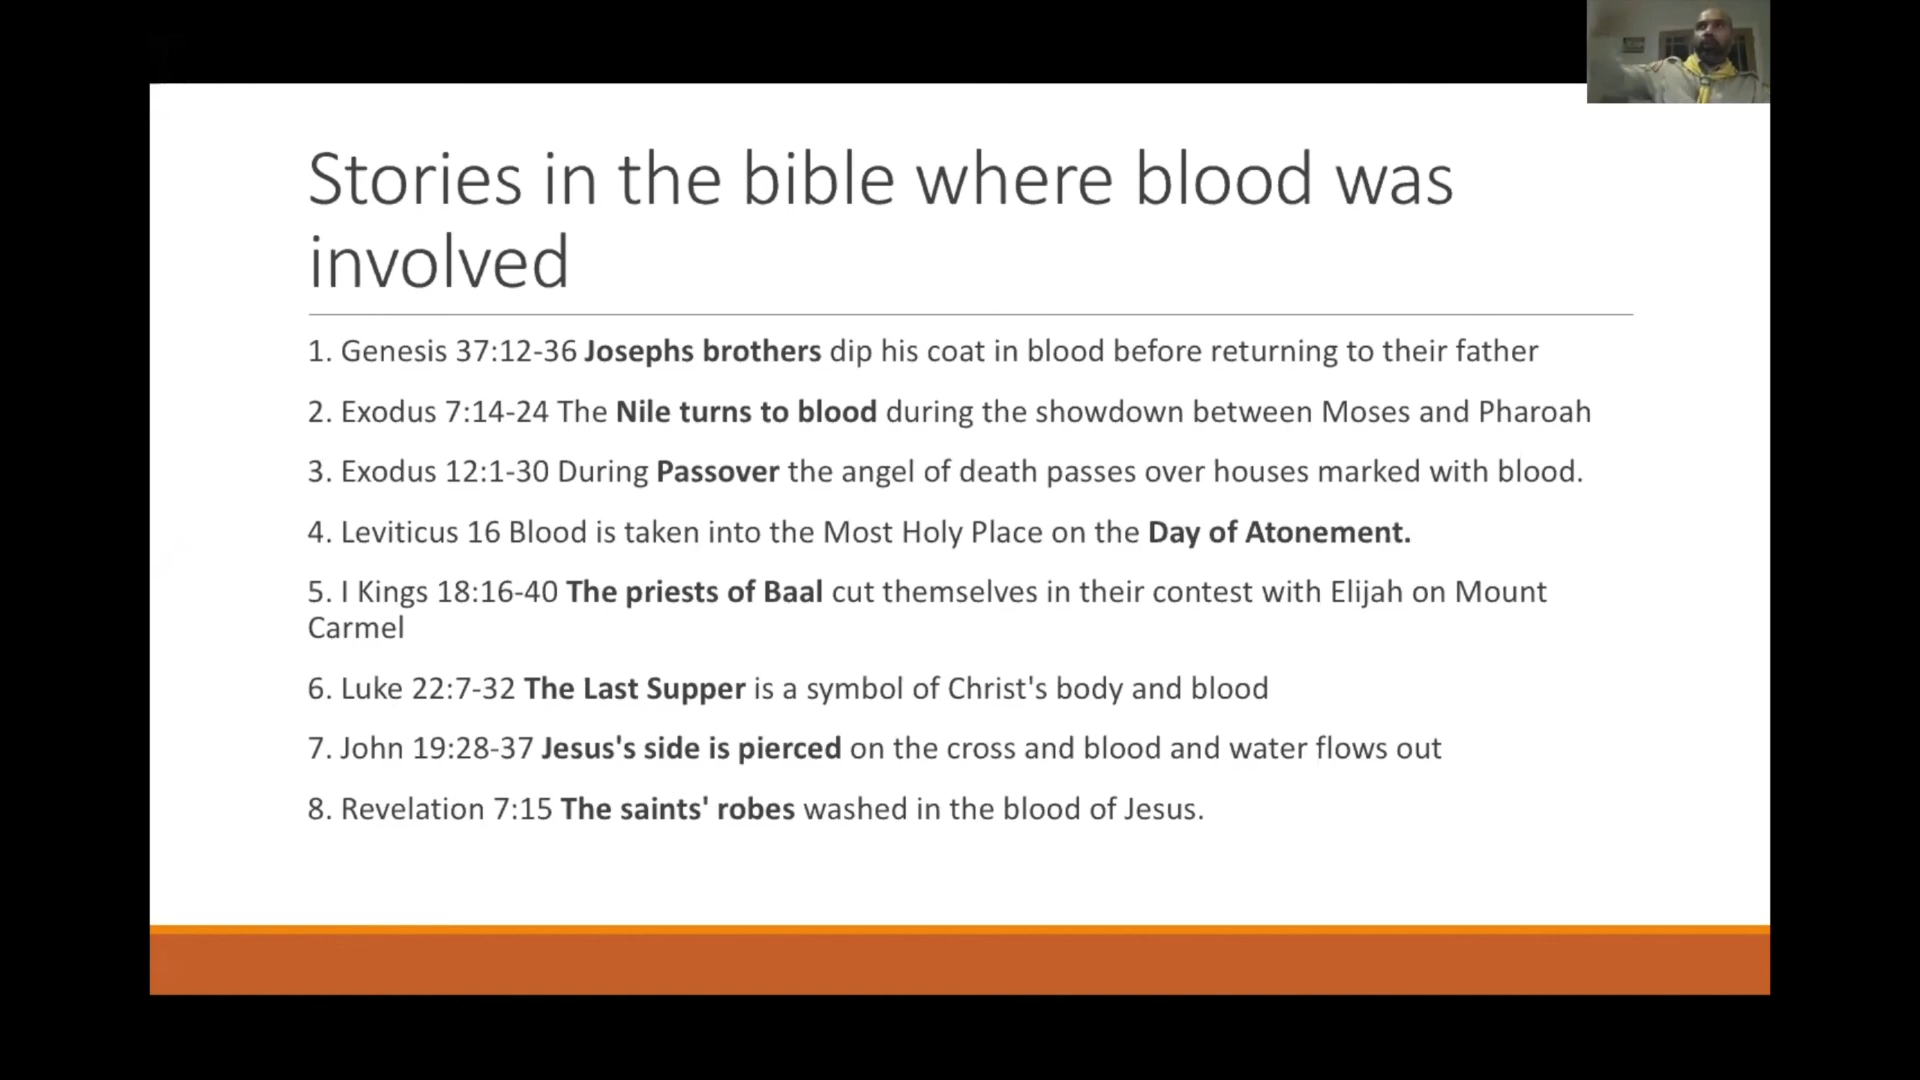 Stories in the bible where blood was
involved
1. Genesis 37:12-36 Josephs brothers dip his coat in blood before returning to their father
2. Exodus 7:14-24 The Nile turns to blood during the showdown between Moses and Pharoah
3. Exodus 12:1-30 During Passover the angel of death passes over houses marked with blood.
4. Leviticus 16 Blood is taken into the Most Holy Place on the Day of Atonement.
5. I Kings 18:16-40 The priests of Baal cut themselves in their contest with Elijah on Mount
Carmel
6. Luke 22:7-32 The Last Supper is a symbol of Christ's body and blood
7. John 19:28-37 Jesus's side is pierced on the cross and blood and water flows out
8. Revelation 7:15 The saints' robes washed in the blood of Jesus.